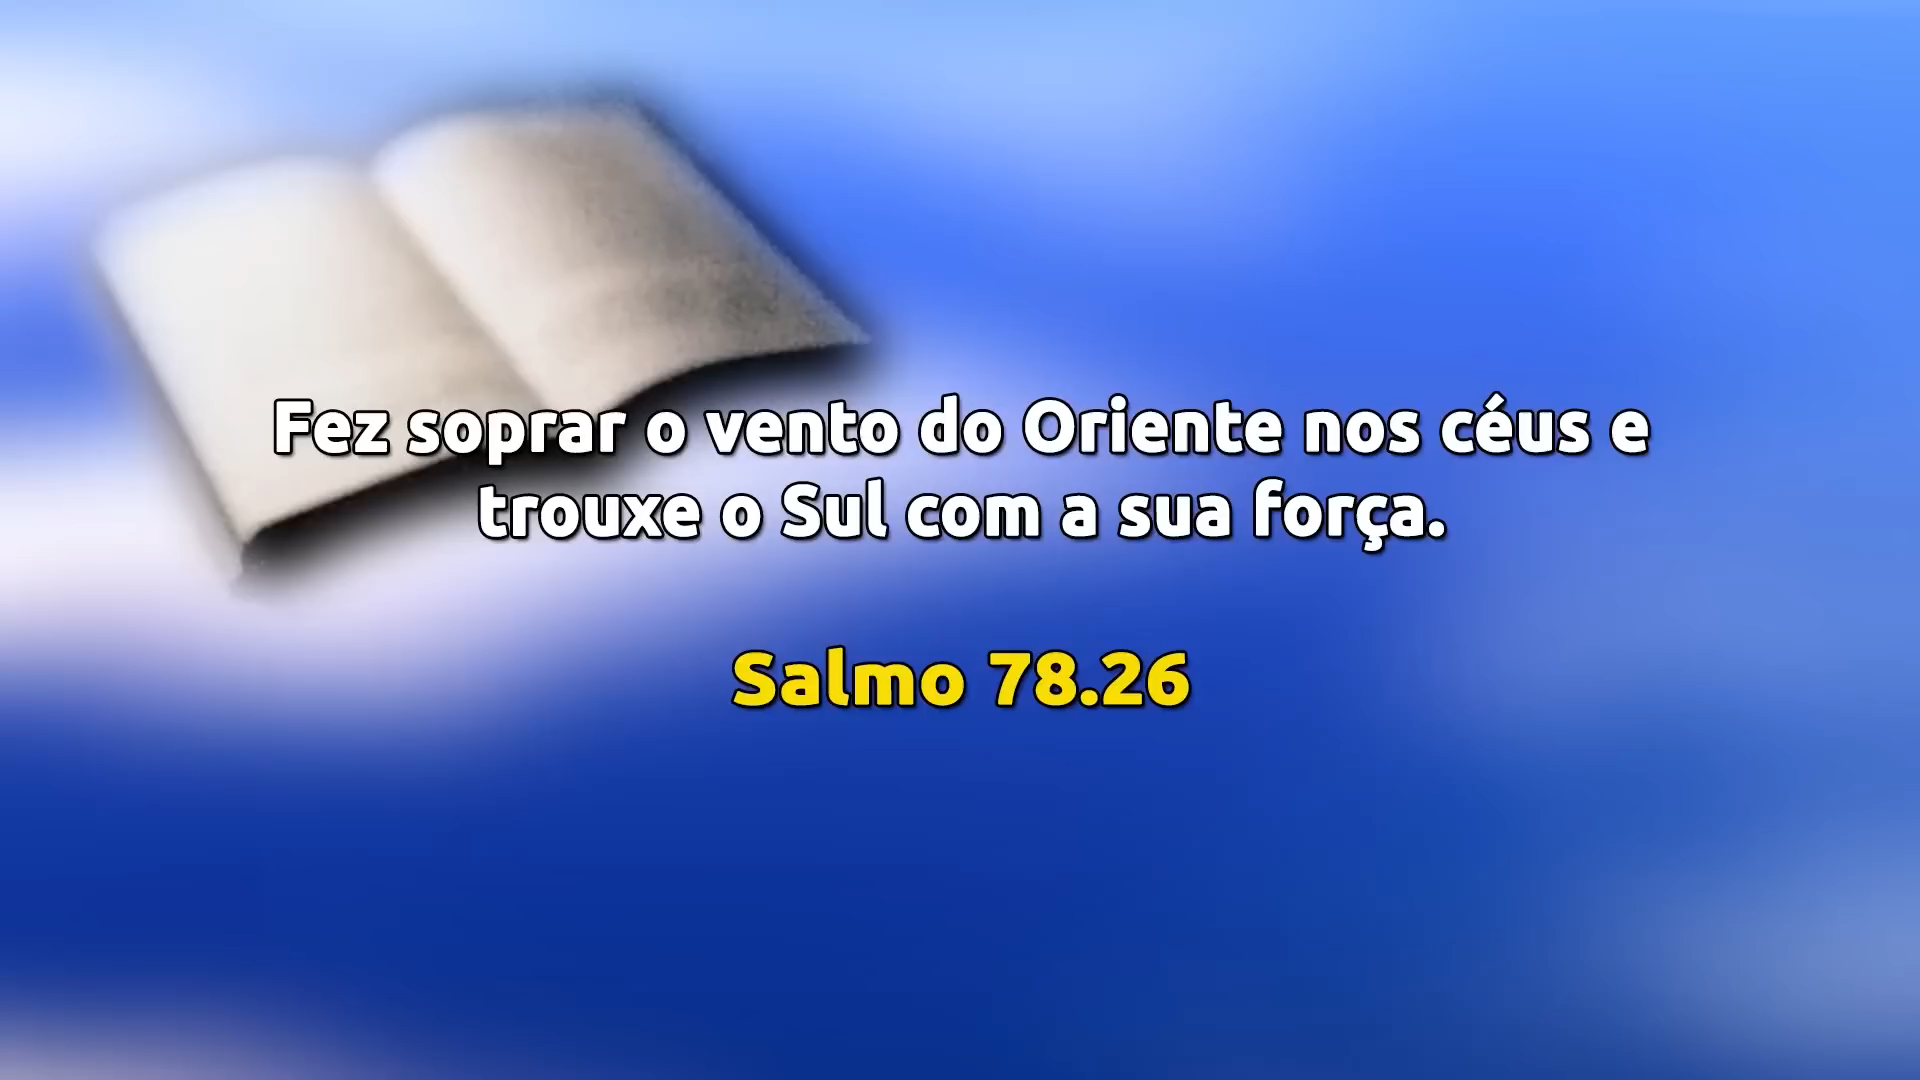 Fez soprar o vento do Oriente nos céus e
trouxe o Sul com a sua força.
Salmo 78.26